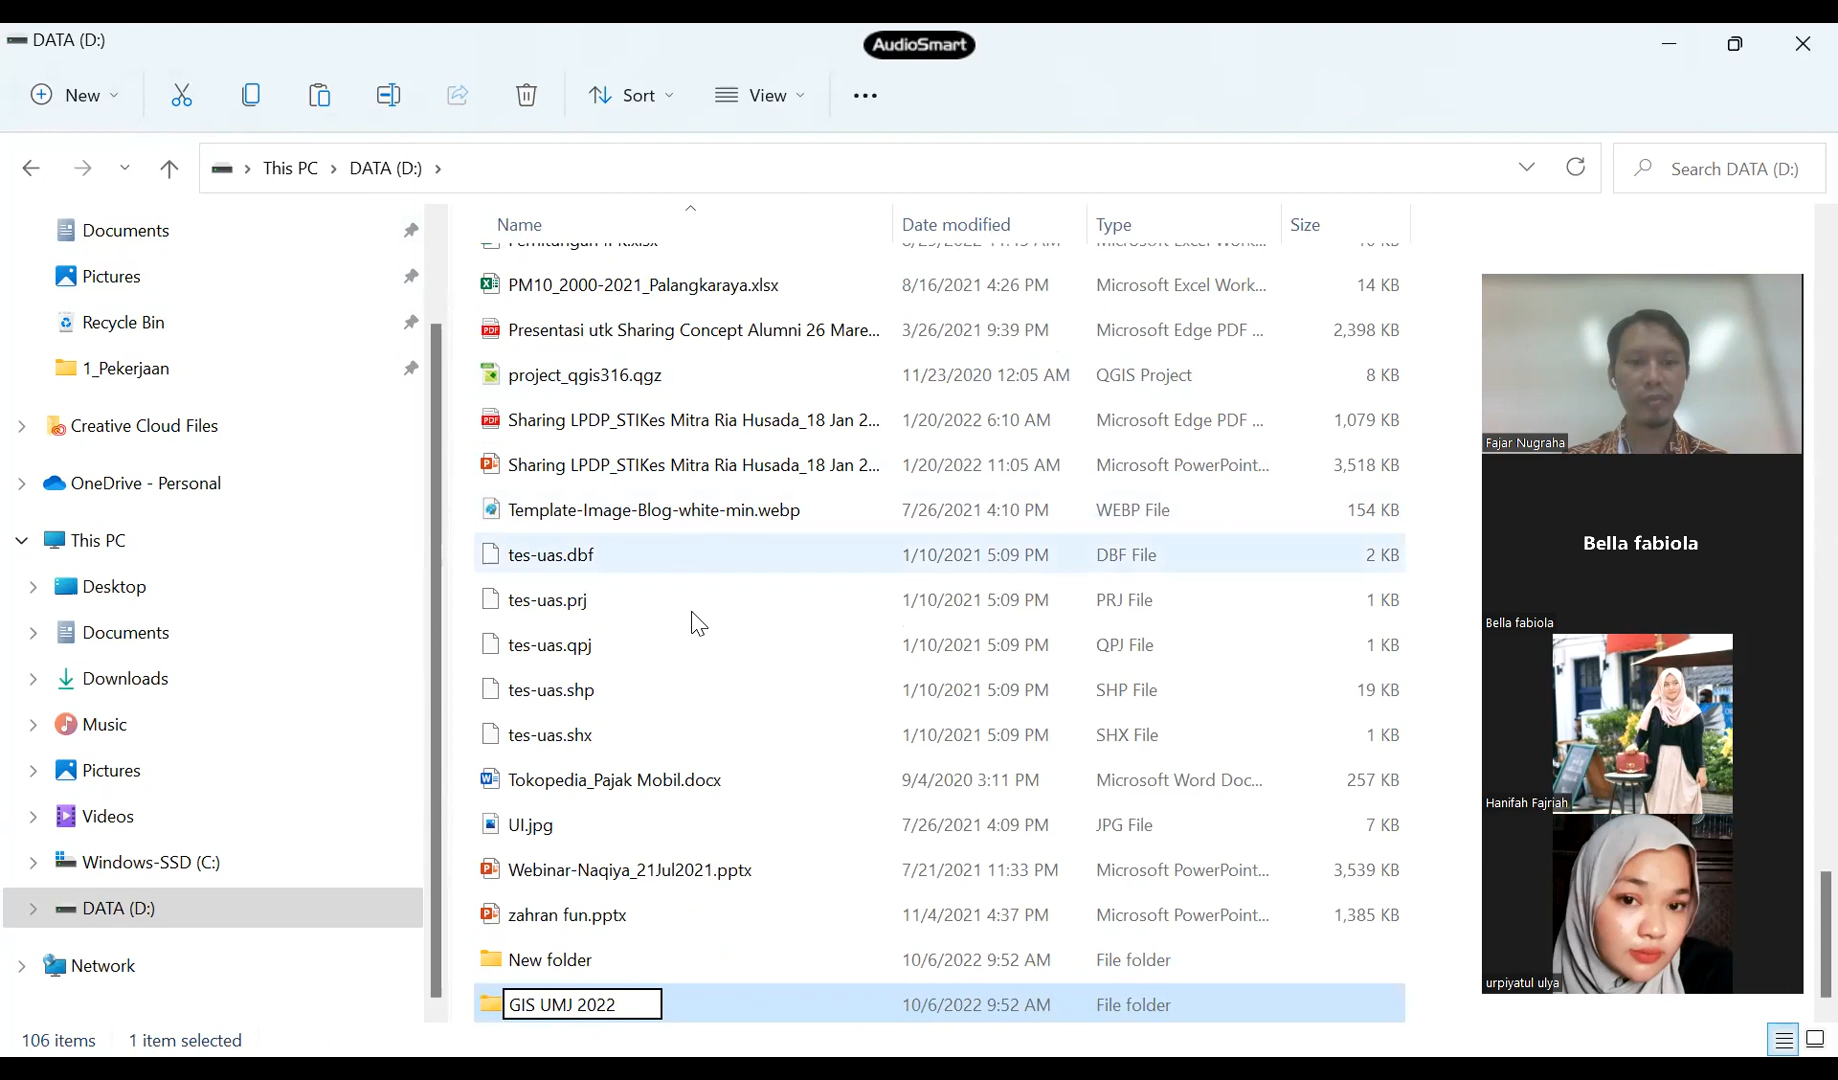 DATA (D:)
AudioSmart
New
Sort
View
This PC
DATA (D:)
Search DATA (D:)
Name Date modified Type Size
PM10_2000-2021_Palangkaraya.xlsx 8/16/2021 4:26 PM Microsoft Excel Work... 14 KB
Presentasi utk Sharing Concept Alumni 26 Mare... 3/26/2021 9:39 PM Microsoft Edge PDF ... 2,398 KB
project_qgis316.qgz 11/23/2020 12:05 AM QGIS Project 8 KB
Sharing LPDP_STIKes Mitra Ria Husada_18 Jan 2... 1/20/2022 6:10 AM Microsoft Edge PDF ... 1,079 KB
Sharing LPDP_STIKes Mitra Ria Husada_18 Jan 2... 1/20/2022 11:05 AM Microsoft PowerPoint... 3,518 KB
Template-Image-Blog-white-min.webp 7/26/2021 4:10 PM WEBP File 154 KB
tes-uas.dbf 1/10/2021 5:09 PM DBF File 2 KB
tes-uas.prj 1/10/2021 5:09 PM PRJ File 1 KB
tes-uas.qpj 1/10/2021 5:09 PM QPJ File 1 KB
tes-uas.shp 1/10/2021 5:09 PM SHP File 19 KB
tes-uas.shx 1/10/2021 5:09 PM SHX File 1 KB
Tokopedia_Pajak Mobil.docx 9/4/2020 3:11 PM Microsoft Word Doc... 257 KB
UI.jpg 7/26/2021 4:09 PM JPG File 7 KB
Webinar-Naqiya_21Jul2021.pptx 7/21/2021 11:33 PM Microsoft PowerPoint... 3,539 KB
zahran fun.pptx 11/4/2021 4:37 PM Microsoft PowerPoint... 1,385 KB
New folder 10/6/2022 9:52 AM File folder
GIS UMJ 2022 10/6/2022 9:52 AM File folder
Documents
Pictures
Recycle Bin
1_Pekerjaan
Creative Cloud Files
OneDrive - Personal
This PC
Desktop
Documents
Downloads
Music
Pictures
Videos
Windows-SSD (C:)
DATA (D:)
Network
Fajar Nugraha
Bella fabiola
Bella fabiola
Hanifah Fajriah
urpiyatul ulya
106 items 1 item selected